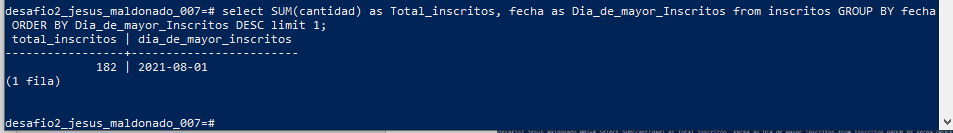 desafio2_jesus_maldonado_007=# select SUM(cantidad) as Total_inscritos, fecha as Dia_de_mayor_Inscritos from inscritos GROUP BY fecha
ORDER BY Dia_de_mayor_Inscritos DESC limit 1;
total_inscritos | dia_de_mayor_inscritos
-----------------+------------------------
182 | 2021-08-01
(1 fila)
desafio2_jesus_maldonado_007=#